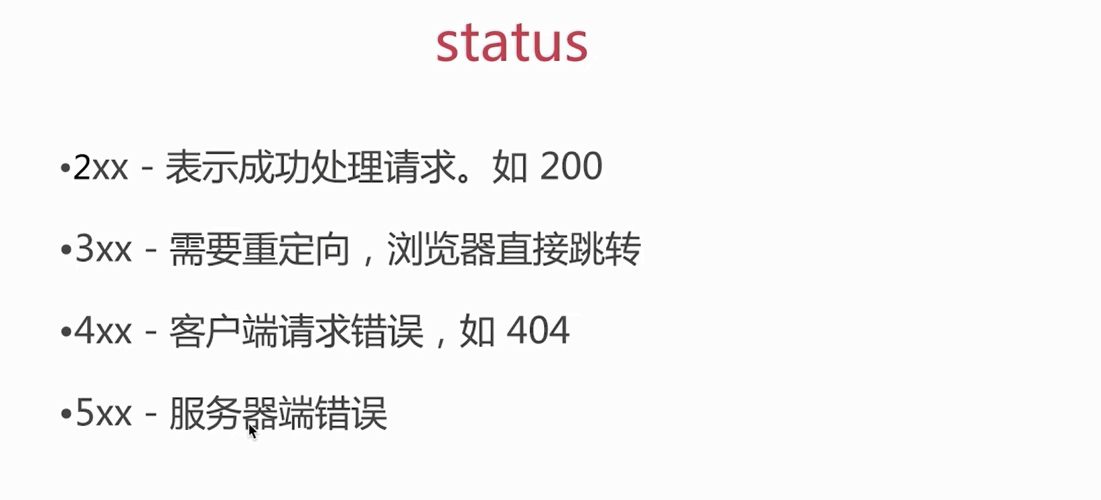 status
•2xx - 表示成功处理请求。如 200
•3xx - 需要重定向，浏览器直接跳转
•4xx - 客户端请求错误，如 404
•5xx - 服务器端错误